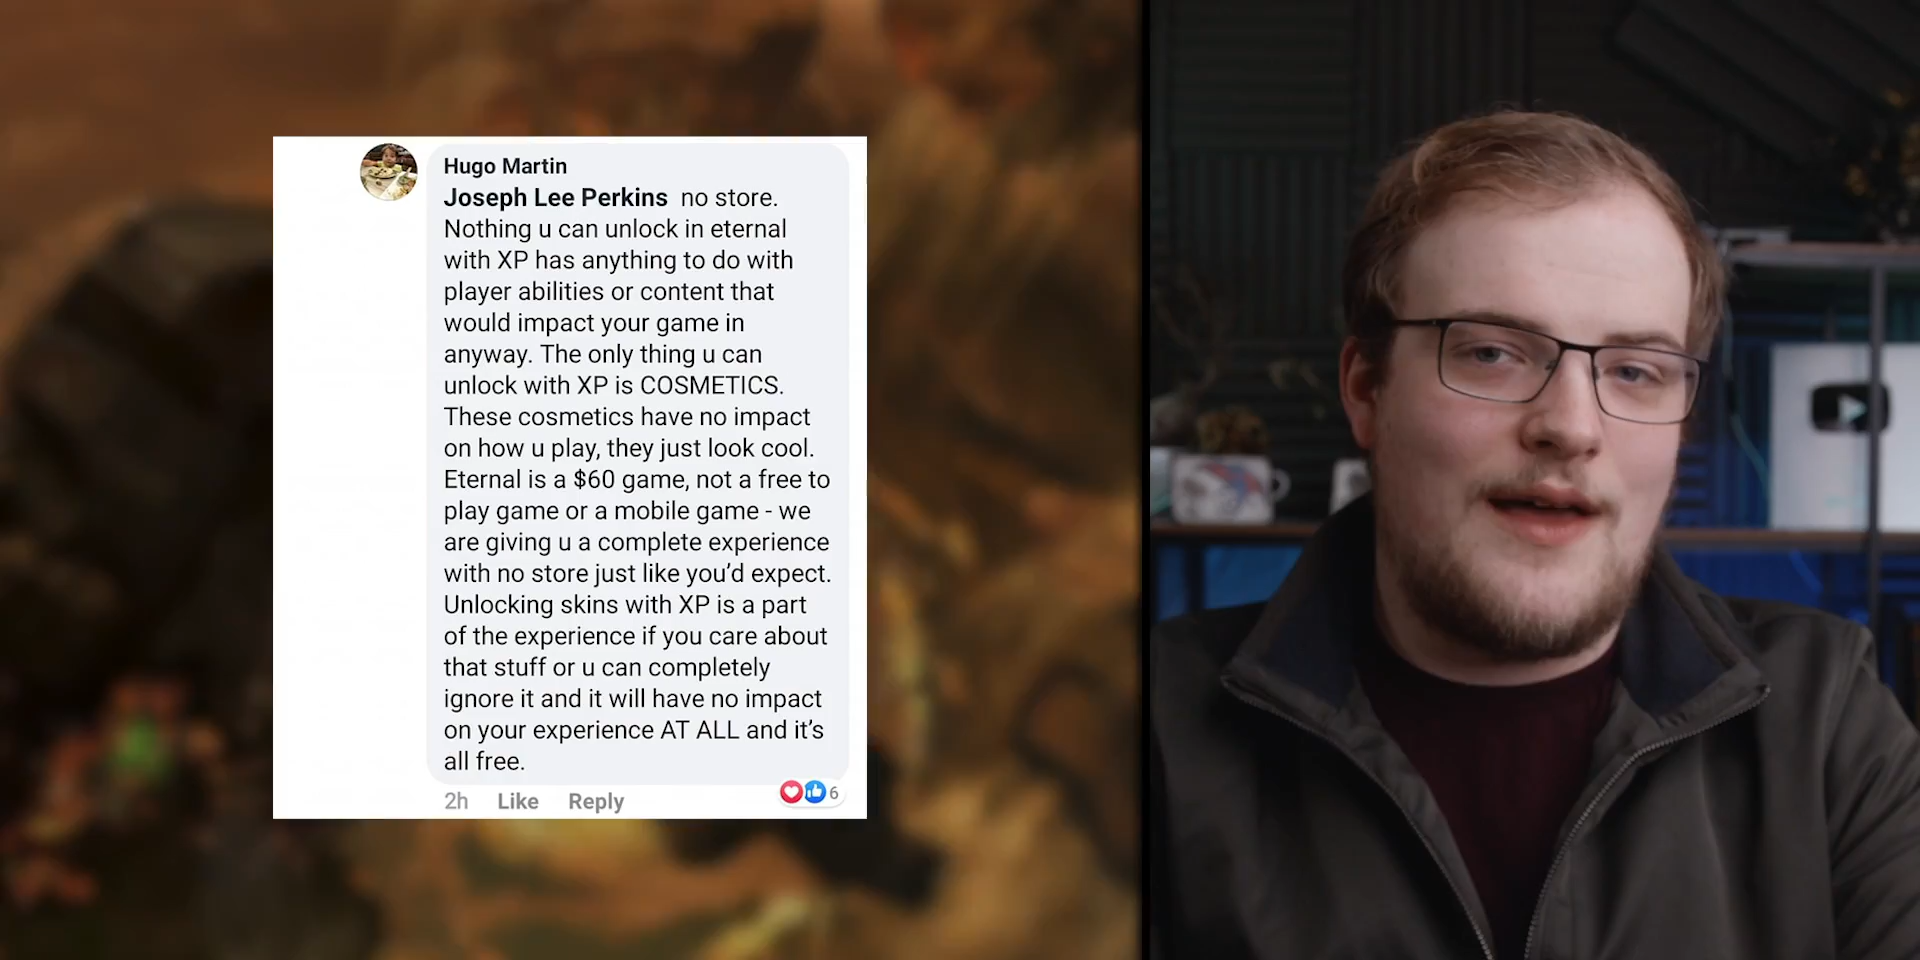 Hugo Martin
Joseph Lee Perkins no store.
Nothing u can unlock in eternal
with XP has anything to do with
player abilities or content that
would impact your game in
anyway. The only thing u can
unlock with XP is COSMETICS.
These cosmetics have no impact
on how u play, they just look cool.
Eternal is a $60 game, not a free to
play game or a mobile game - we
are giving u a complete experience
with no store just like you’d expect.
Unlocking skins with XP is a part
of the experience if you care about
that stuff or u can completely
ignore it and it will have no impact
on your experience AT ALL and it’s
all free.
2h Like Reply 6